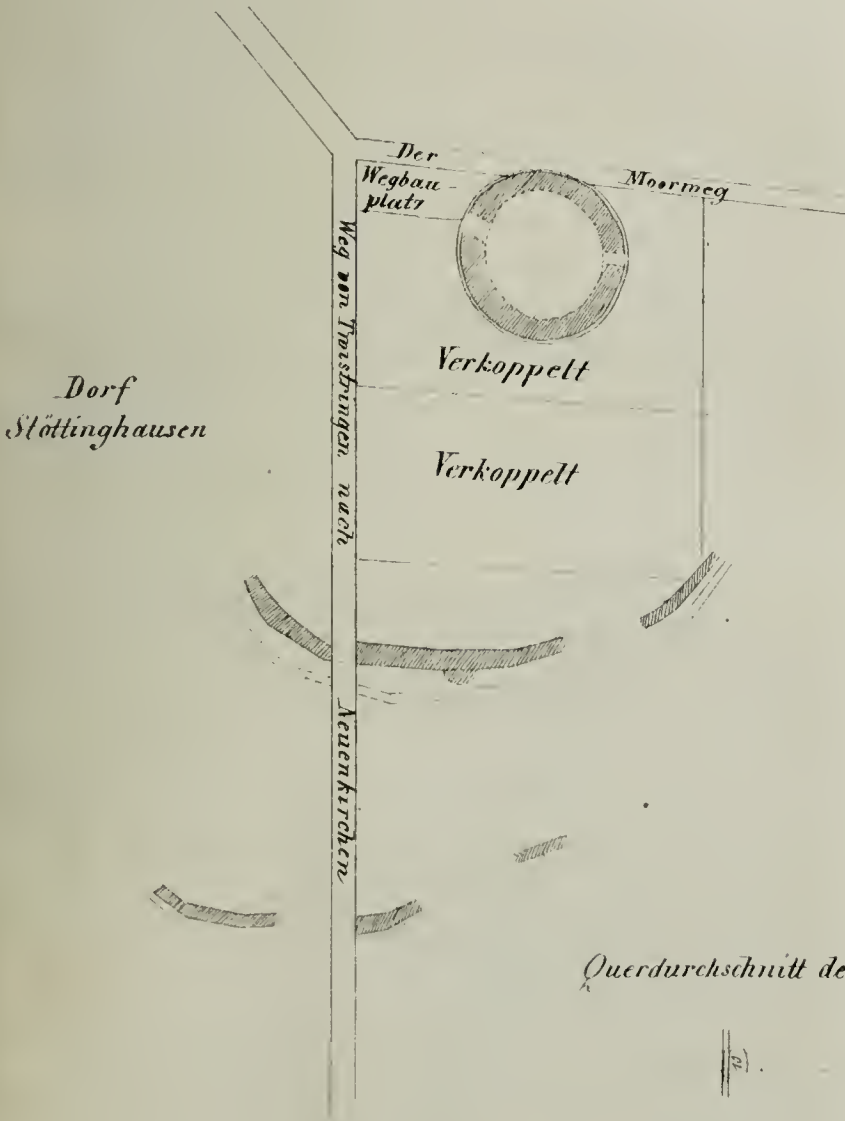 Der Moorweg
Wegbau-
platz
Weg von Twistringen nach Neuenkirchen
Verkoppelt
Verkoppelt
Dorf
Stöttinghausen
Querdurchschnitt de